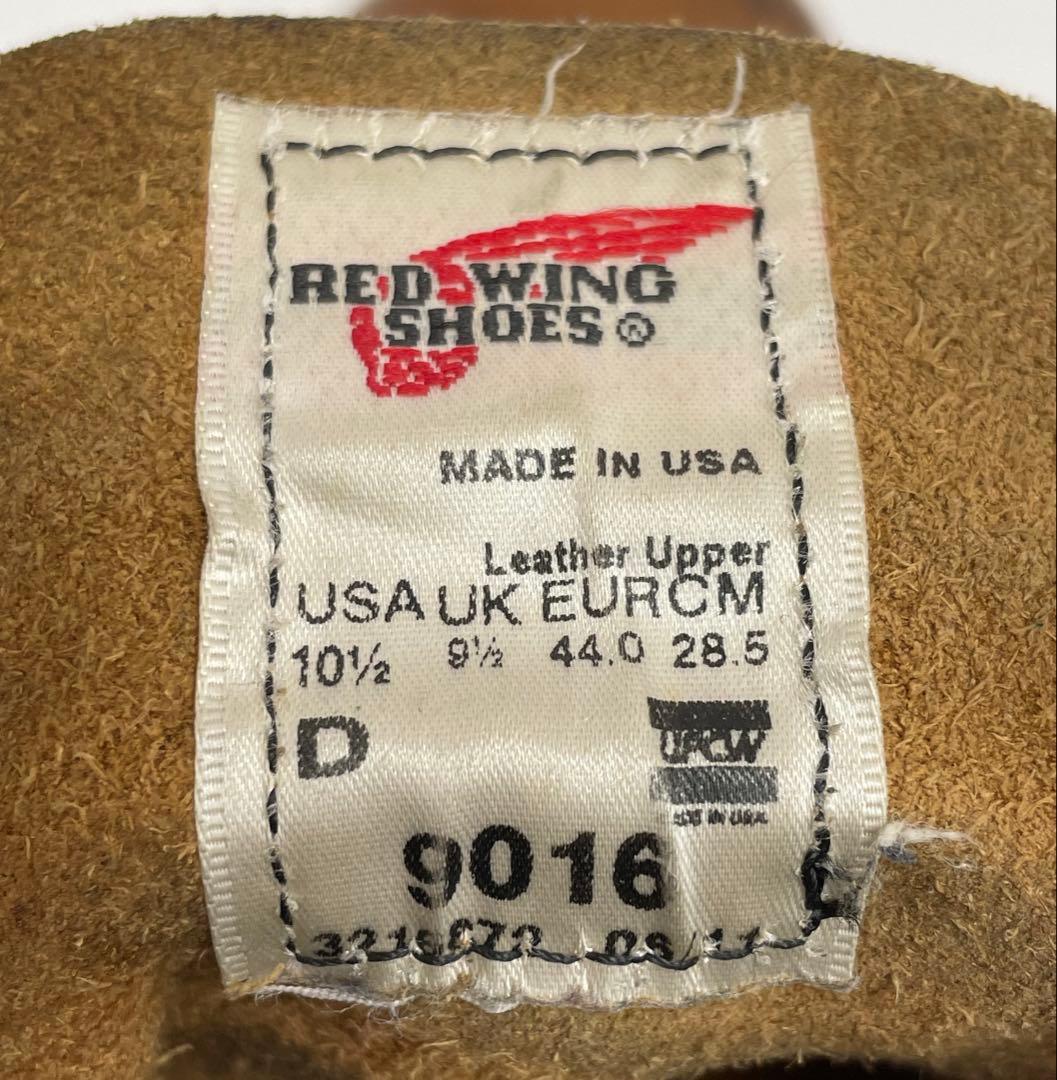 RED WING
SHOES ®
MADE IN USA
Leather Upper
USA UK EUR CM
10½ 9½ 44.0 28.5
D
UFCW
9016